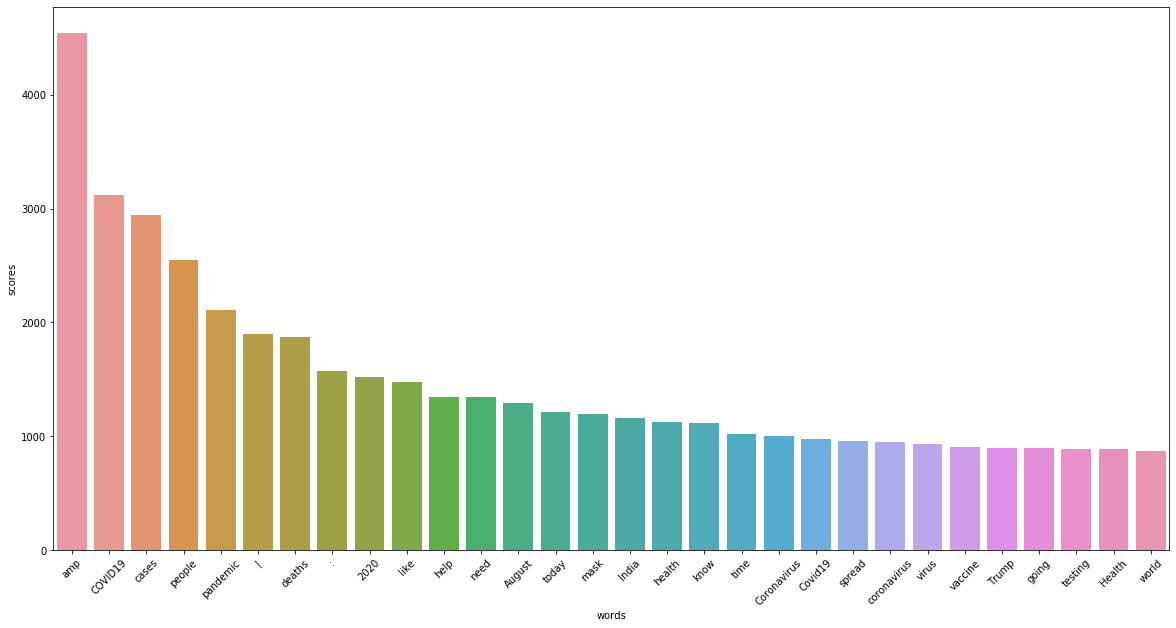 4000
3000
2000
1000
0
scores
amp
COVID19
cases
people
pandemic
|
deaths
:
2020
like
help
need
August
today
mask
India
health
know
time
Coronavirus
Covid19
spread
coronavirus
virus
vaccine
Trump
going
testing
Health
world
words